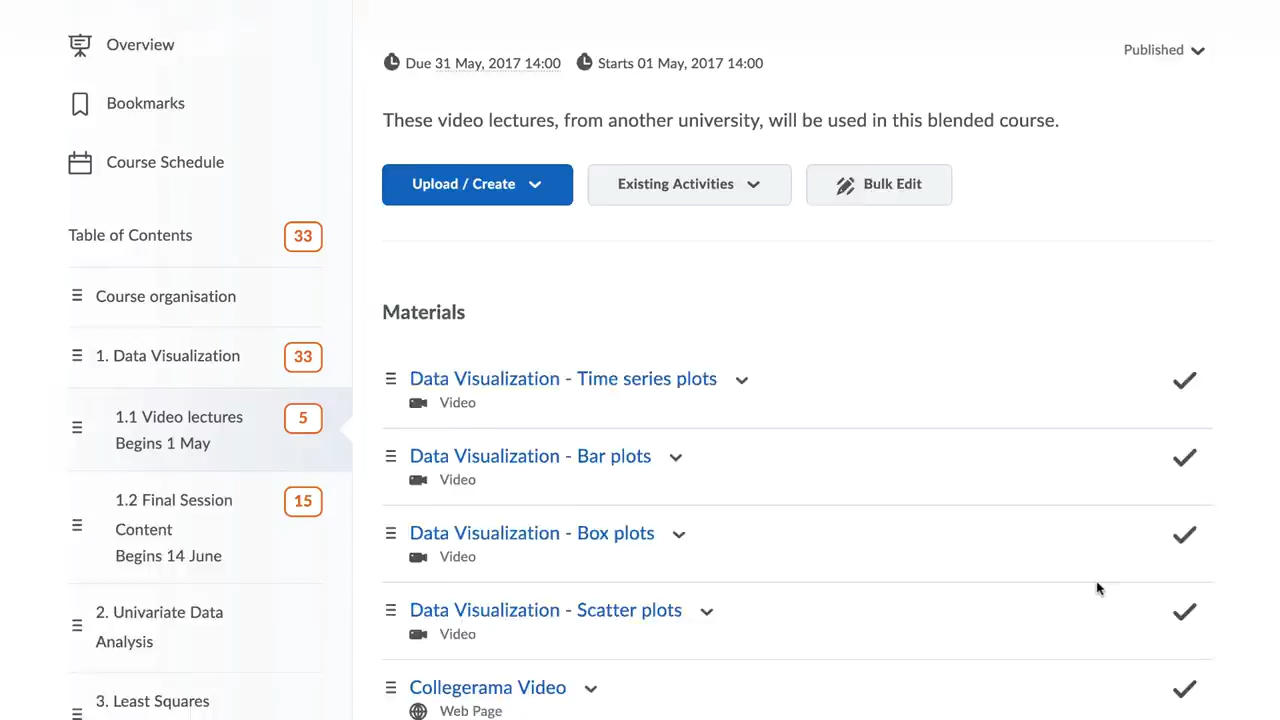 Overview
Bookmarks
Course Schedule
Table of Contents 33
Course organisation
1. Data Visualization 33
1.1 Video lectures 5
Begins 1 May
1.2 Final Session 15
Content
Begins 14 June
2. Univariate Data
Analysis
3. Least Squares
Published
Due 31 May, 2017 14:00 Starts 01 May, 2017 14:00
These video lectures, from another university, will be used in this blended course.
Upload / Create Existing Activities Bulk Edit
Materials
Data Visualization - Time series plots
Video
Data Visualization - Bar plots
Video
Data Visualization - Box plots
Video
Data Visualization - Scatter plots
Video
Collegerama Video
Web Page